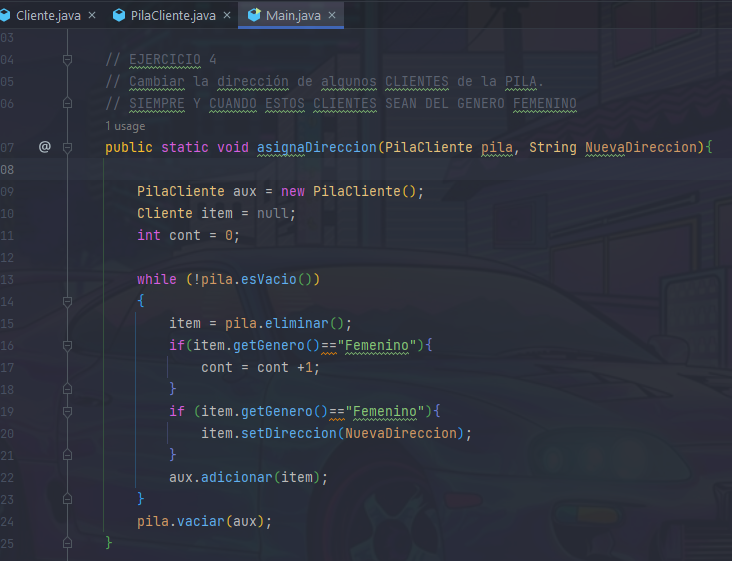 Cliente.java × PilaCliente.java × Main.java ×
03
04 // EJERCICIO 4
05 // Cambiar la dirección de algunos CLIENTES de la PILA.
06 // SIEMPRE Y CUANDO ESTOS CLIENTES SEAN DEL GENERO FEMENINO
1 usage
07 @ public static void asignaDireccion(PilaCliente pila, String NuevaDireccion){
08
09 PilaCliente aux = new PilaCliente();
10 Cliente item = null;
11 int cont = 0;
12
13 while (!pila.esVacio())
14 {
15 item = pila.eliminar();
16 if(item.getGenero()=="Femenino"){
17 cont = cont +1;
18 }
19 if (item.getGenero()=="Femenino"){
20 item.setDireccion(NuevaDireccion);
21 }
22 aux.adicionar(item);
23 }
24 pila.vaciar(aux);
25 }